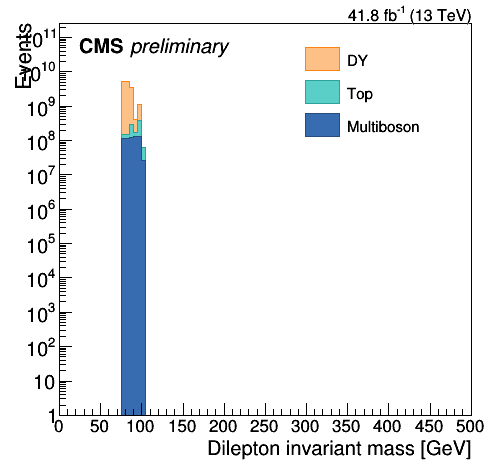 41.8 fb⁻¹ (13 TeV)
CMS preliminary
DY
Top
Multiboson
Events
10¹¹
10¹⁰
10⁹
10⁸
10⁷
10⁶
10⁵
10⁴
10³
10²
10
1
0 50 100 150 200 250 300 350 400 450 500
Dilepton invariant mass [GeV]